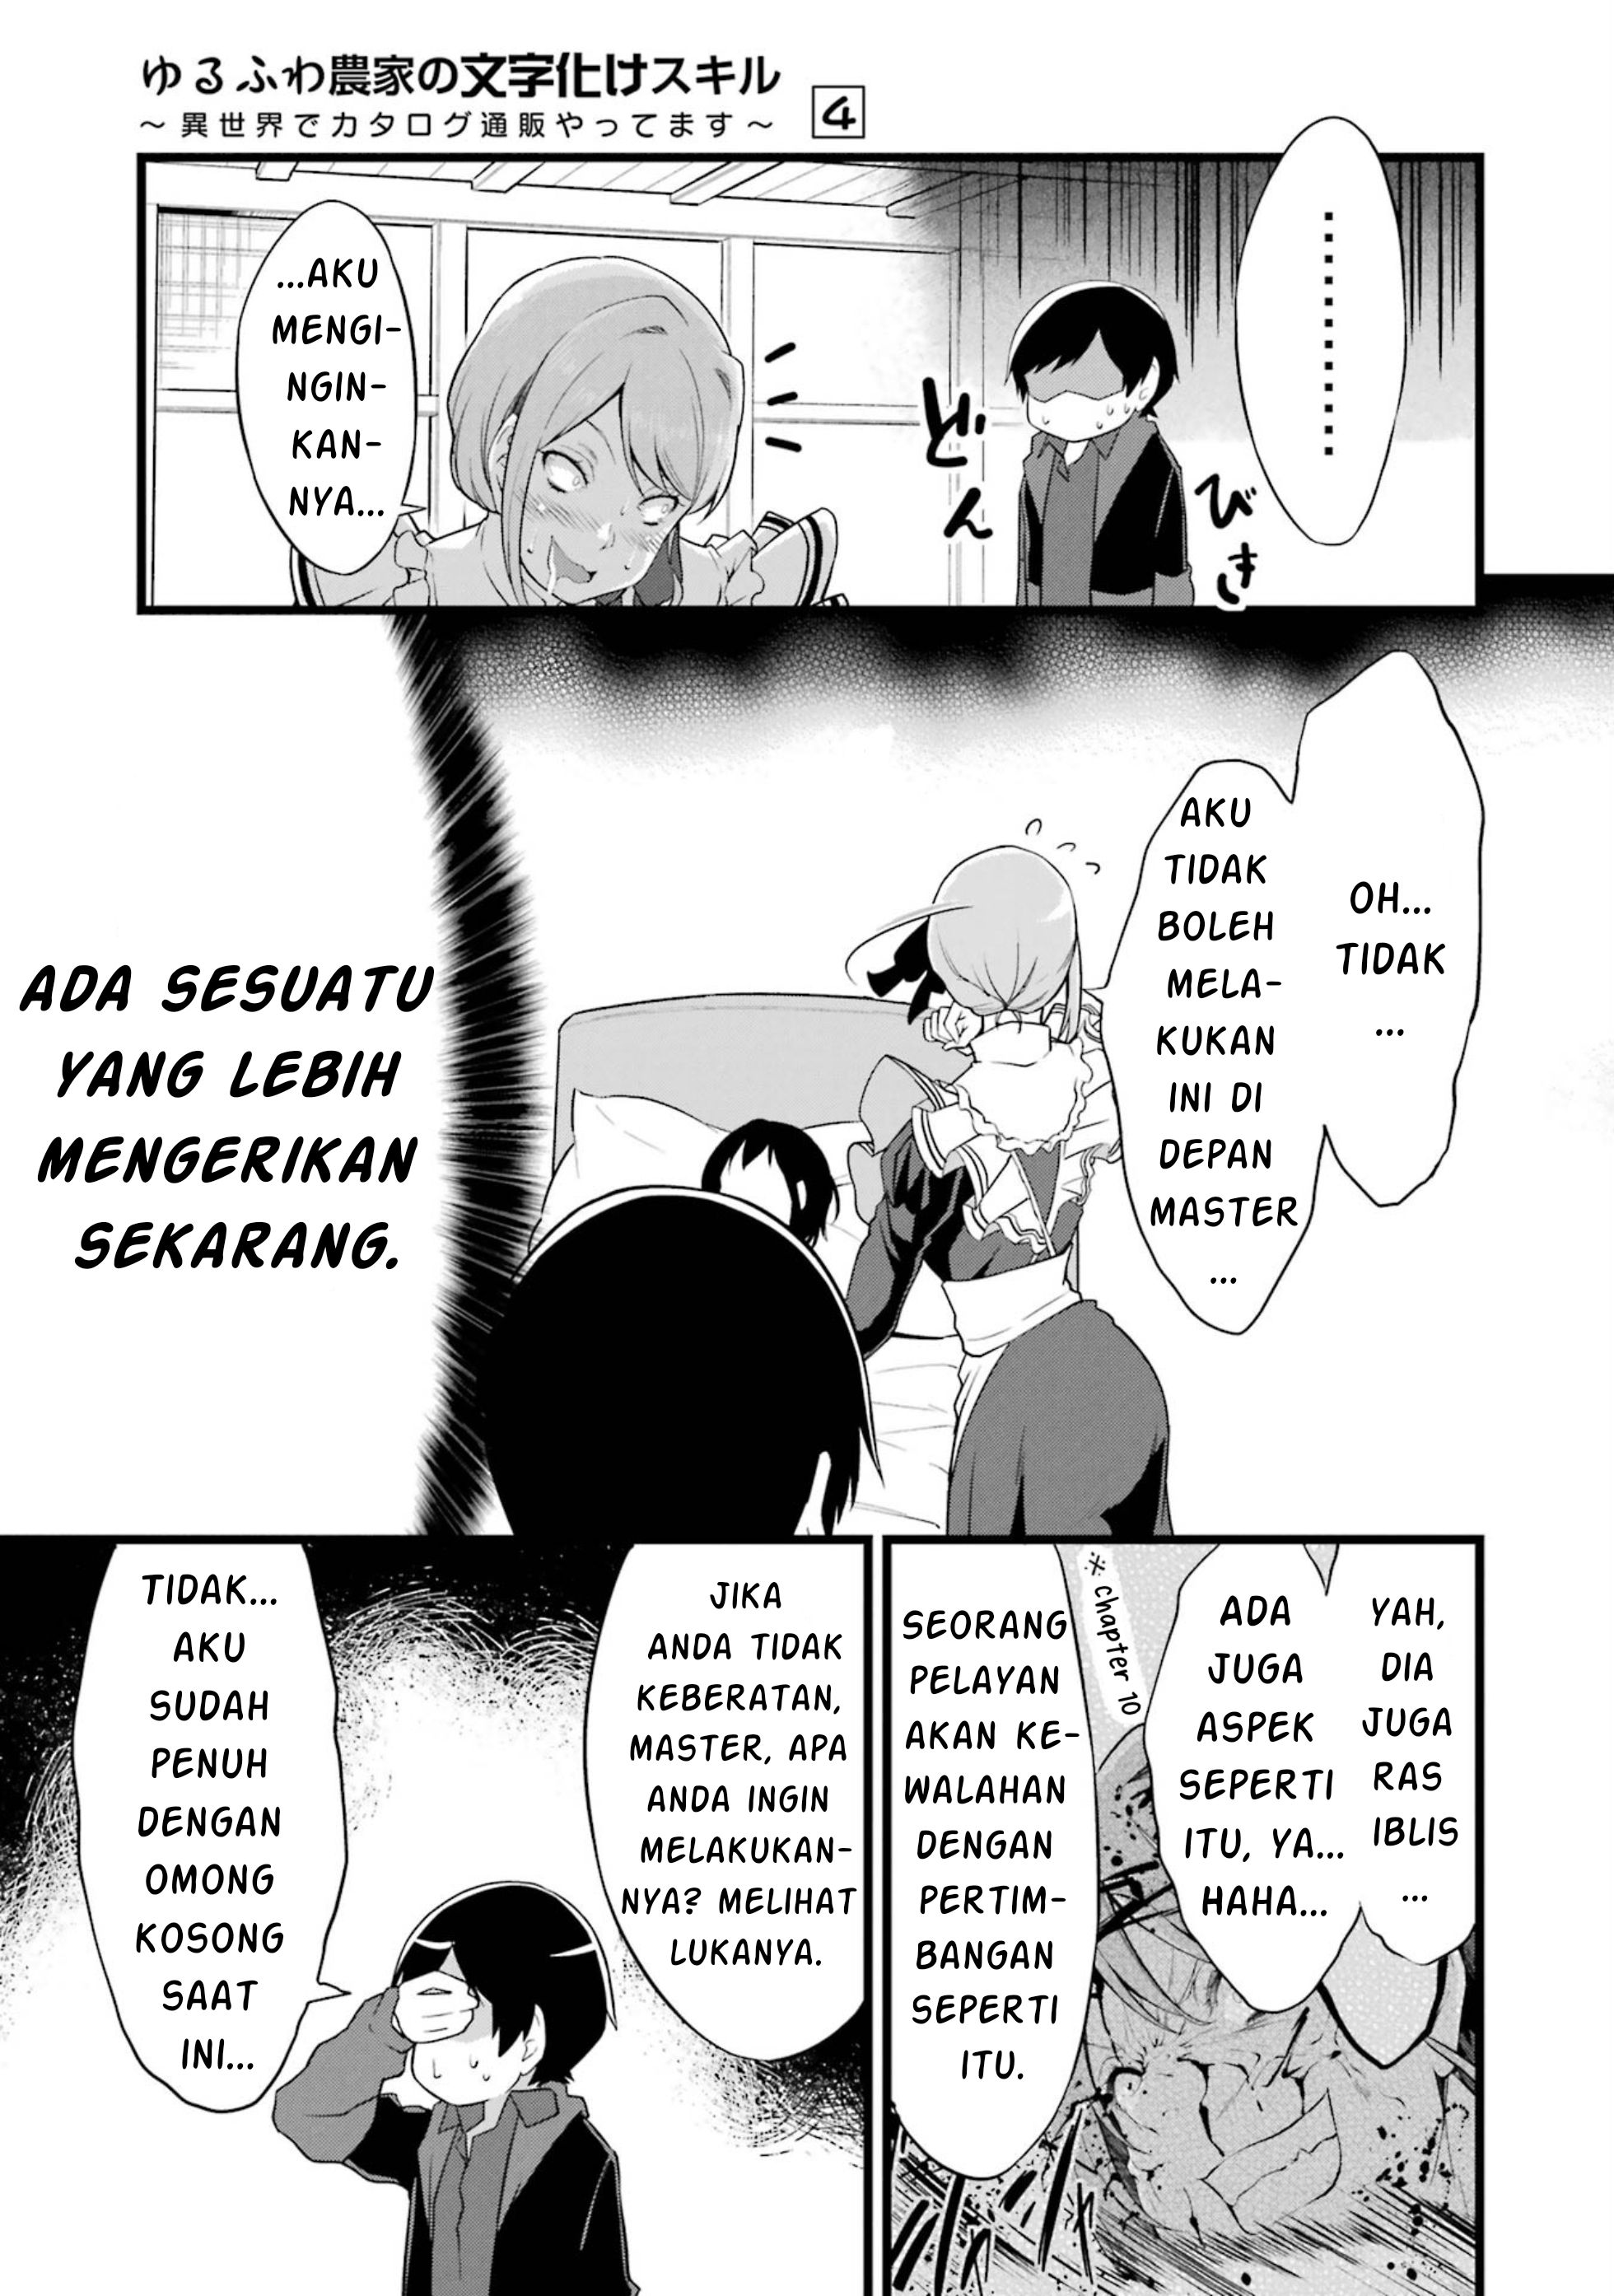 ゆるふわ農家の文字化けスキル
～異世界でカタログ通販やってます～
4
..............
びきっ
どん
...AKU
MENGI-
NGIN-
KAN-
NYA...
OH...
TIDAK
...
AKU
TIDAK
BOLEH
MELA-
KUKAN
INI DI
DEPAN
MASTER
...
ADA SESUATU
YANG LEBIH
MENGERIKAN
SEKARANG.
YAH,
DIA
JUGA
RAS
IBLIS
...
ADA
JUGA
ASPEK
SEPERTI
ITU, YA...
HAHA...
※ chapter 10
SEORANG
PELAYAN
AKAN KE-
WALAHAN
DENGAN
PERTIM-
BANGAN
SEPERTI
ITU.
JIKA
ANDA TIDAK
KEBERATAN,
MASTER, APA
ANDA INGIN
MELAKUKAN-
NYA? MELIHAT
LUKANYA.
TIDAK...
AKU
SUDAH
PENUH
DENGAN
OMONG
KOSONG
SAAT
INI...